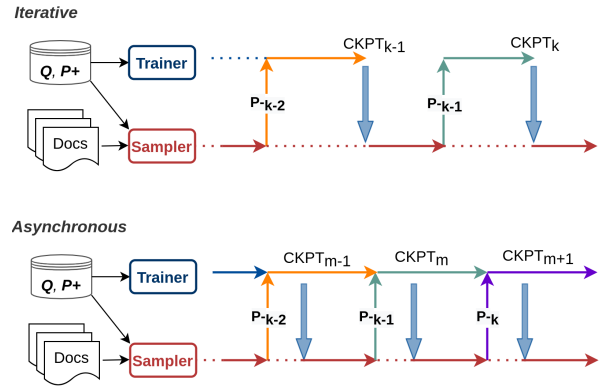 Iterative
Q, P+
Trainer
CKPTk-1
CKPTk
P-k-2
P-k-1
Docs
Sampler
Asynchronous
Q, P+
Trainer
CKPTm-1
CKPTm
CKPTm+1
P-k-2
P-k-1
P-k
Docs
Sampler